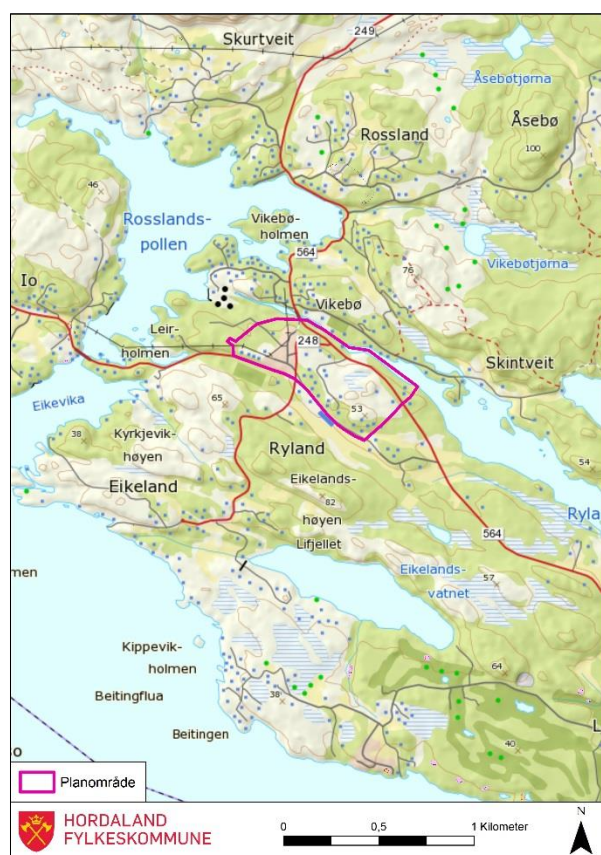 Skurtveit
249
Åsebøtjørna
Rossland
Åsebø
100
46
Rosslands-
pollen
Vikebø-
holmen
564
76
Vikebøtjørna
Io
Vikebø
Leir-
holmen
248
Skintveit
Eikevika
65
53
38
Kyrkjevik-
høyen
Ryland
54
Eikeland
Eikelands-
høyen
82
Ryla
Lifjellet
564
Eikelands-
vatnet
57
men
Kippevik-
holmen
64
38
Beitingflua
L
Beitingen
40
so
Planområde
HORDALAND
FYLKESKOMMUNE
0 0,5 1 Kilometer
N